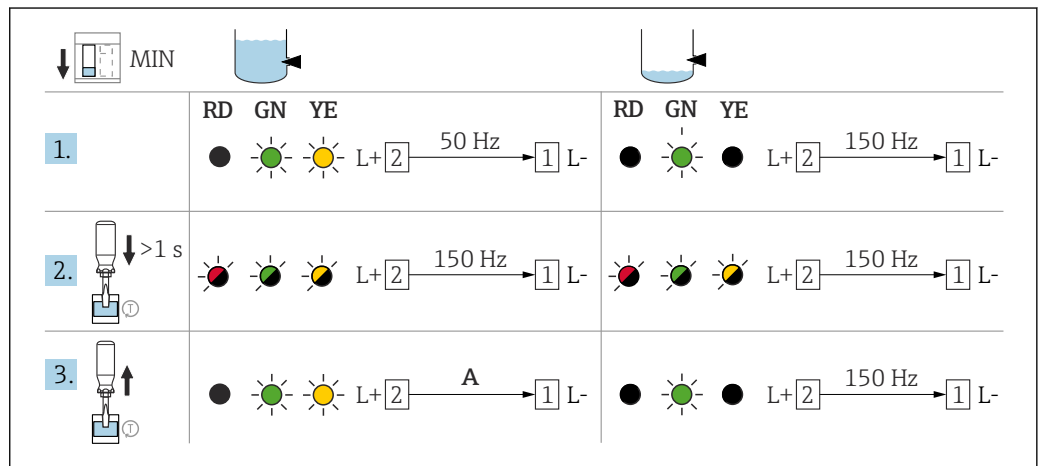 MIN
RD GN YE RD GN YE
1. L+ 2 50 Hz 1 L- L+ 2 150 Hz 1 L-
2. >1 s T L+ 2 150 Hz 1 L- L+ 2 150 Hz 1 L-
3. T L+ 2 A 1 L- L+ 2 150 Hz 1 L-